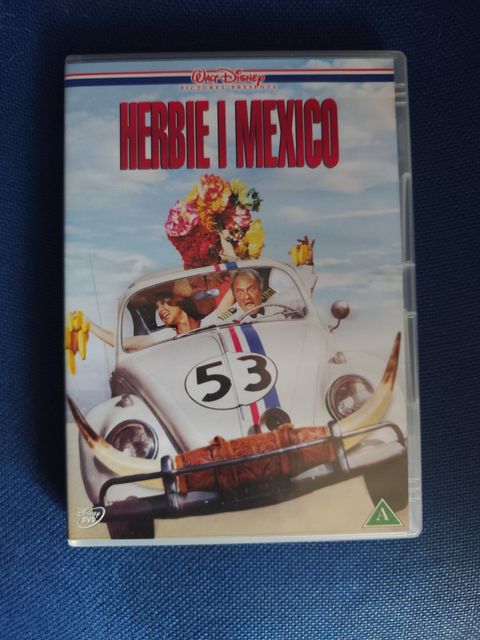 Walt Disney
PICTURES PRESENTS
HERBIE I MEXICO
53
Disney
DVD
A